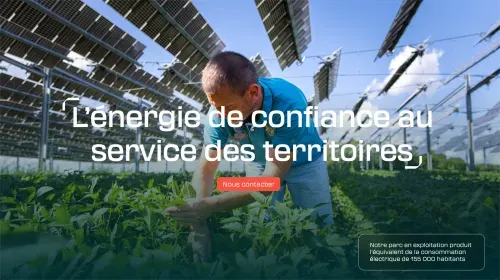 L'énergie de confiance au
service des territoires
Nous contacter
Notre parc en exploitation produit
l'équivalent de la consommation
électrique de 155 000 habitants